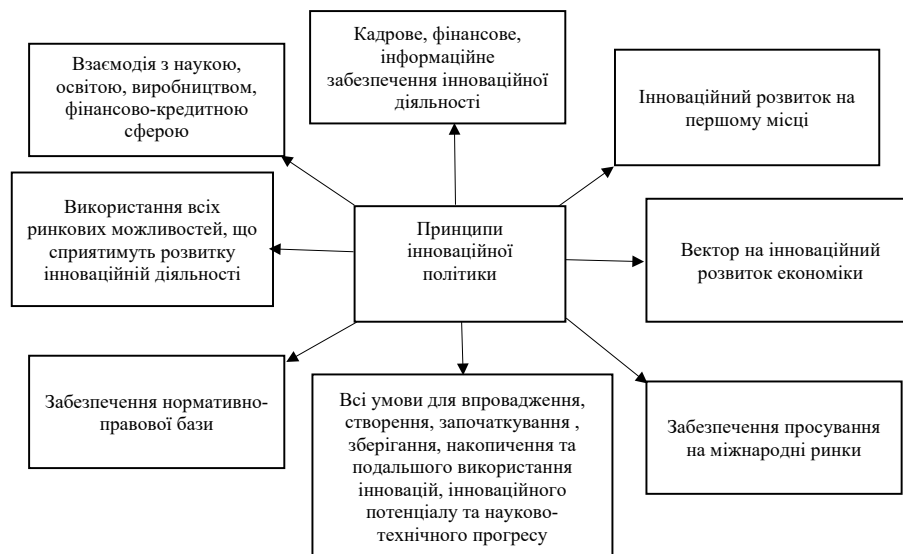 Взаємодія з наукою,
освітою, виробництвом,
фінансово-кредитною
сферою
Кадрове, фінансове,
інформаційне
забезпечення інноваційної
діяльності
Інноваційний розвиток на
першому місці
Використання всіх
ринкових можливостей, що
сприятимуть розвитку
інноваційній діяльності
Принципи
інноваційної
політики
Вектор на інноваційний
розвиток економіки
Забезпечення нормативно-
правової бази
Всі умови для впровадження,
створення, започаткування ,
зберігання, накопичення та
подальшого використання
інновацій, інноваційного
потенціалу та науково-
технічного прогресу
Забезпечення просування
на міжнародні ринки